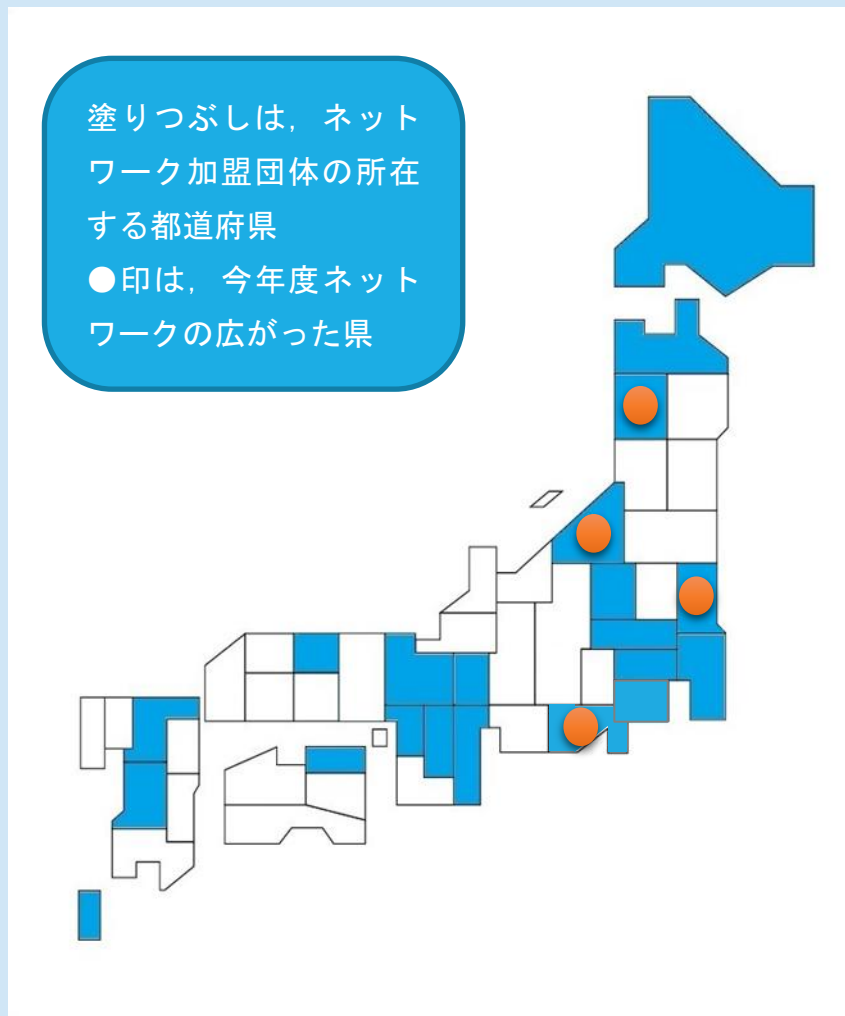 塗りつぶしは，ネット
ワーク加盟団体の所在
する都道府県
●印は，今年度ネット
ワークの広がった県